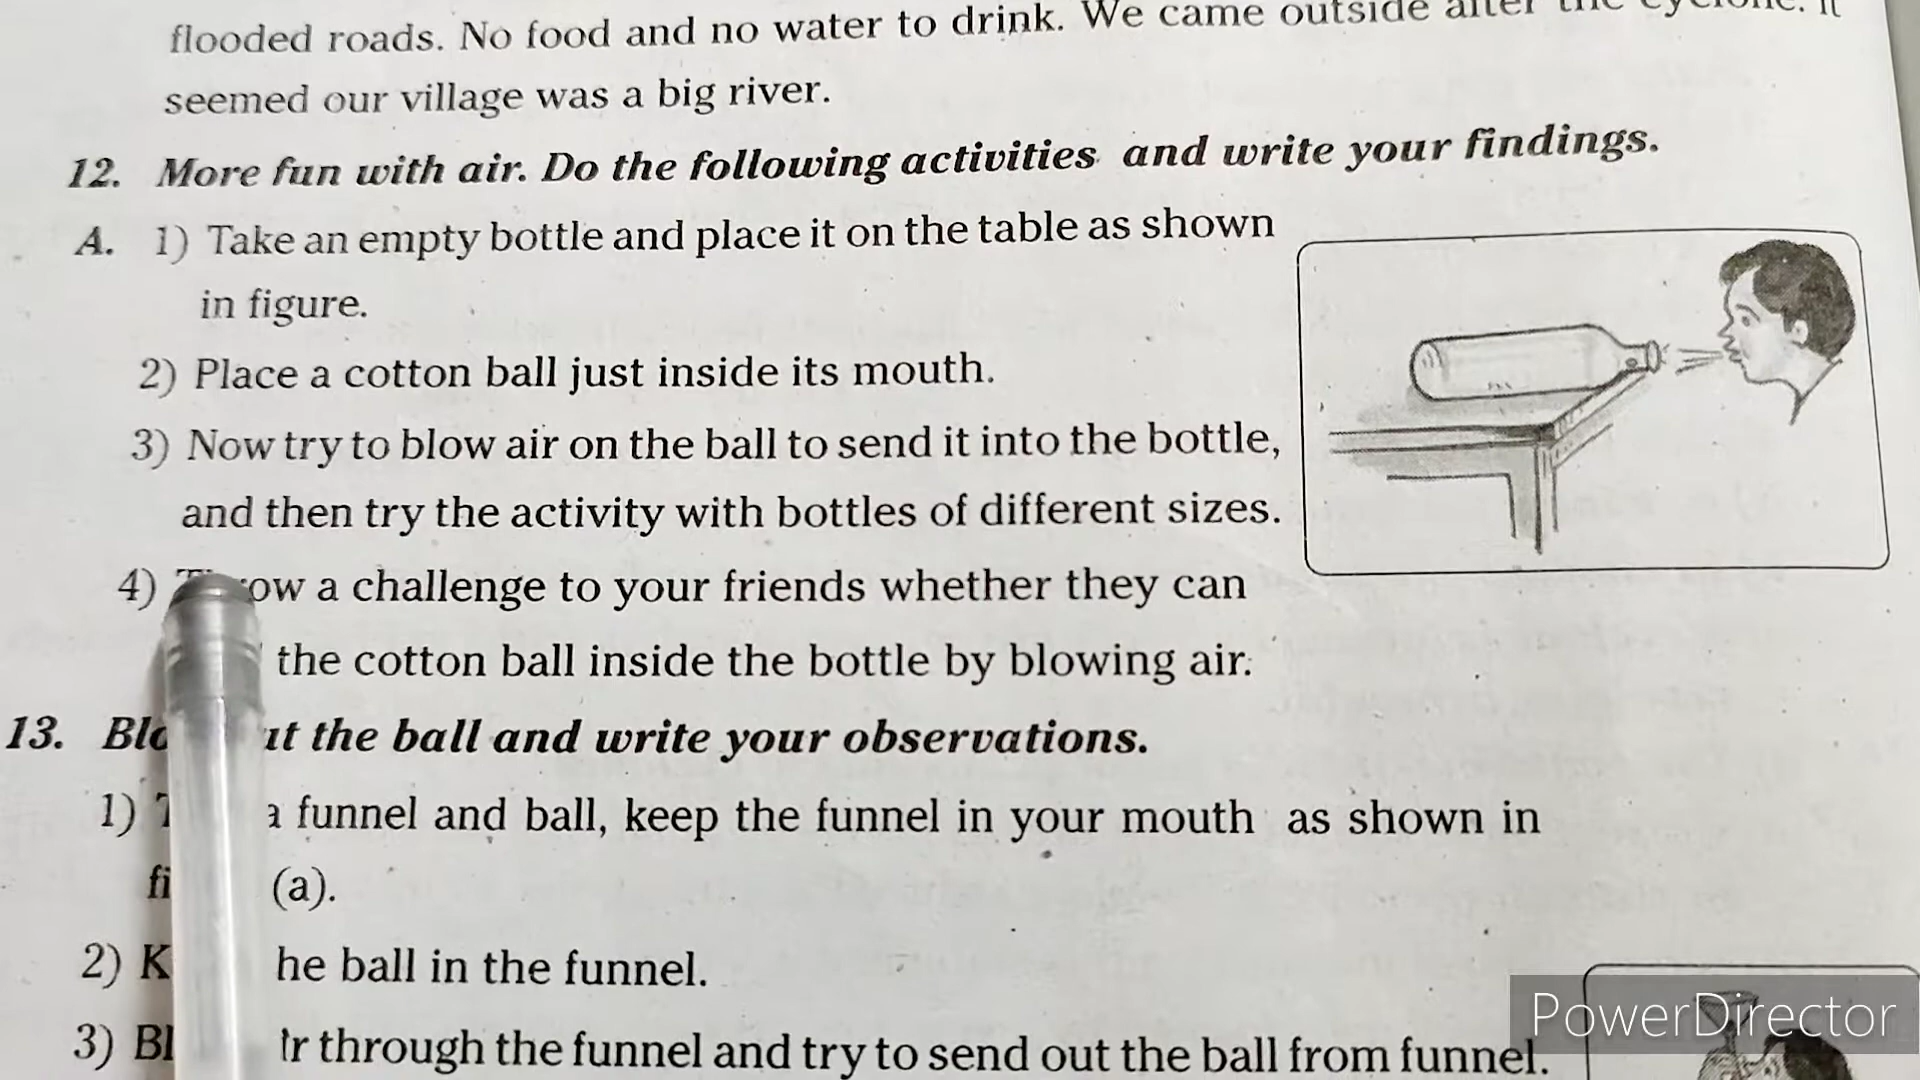 flooded roads. No food and no water to drink. We came outside after the cyclone. It
seemed our village was a big river.
12. More fun with air. Do the following activities and write your findings.
A. 1) Take an empty bottle and place it on the table as shown
in figure.
2) Place a cotton ball just inside its mouth.
3) Now try to blow air on the ball to send it into the bottle,
and then try the activity with bottles of different sizes.
4) ow a challenge to your friends whether they can
the cotton ball inside the bottle by blowing air.
13. Blo at the ball and write your observations.
1) a funnel and ball, keep the funnel in your mouth as shown in
fi (a).
2) K he ball in the funnel.
3) Bl ir through the funnel and try to send out the ball from funnel.
PowerDirector